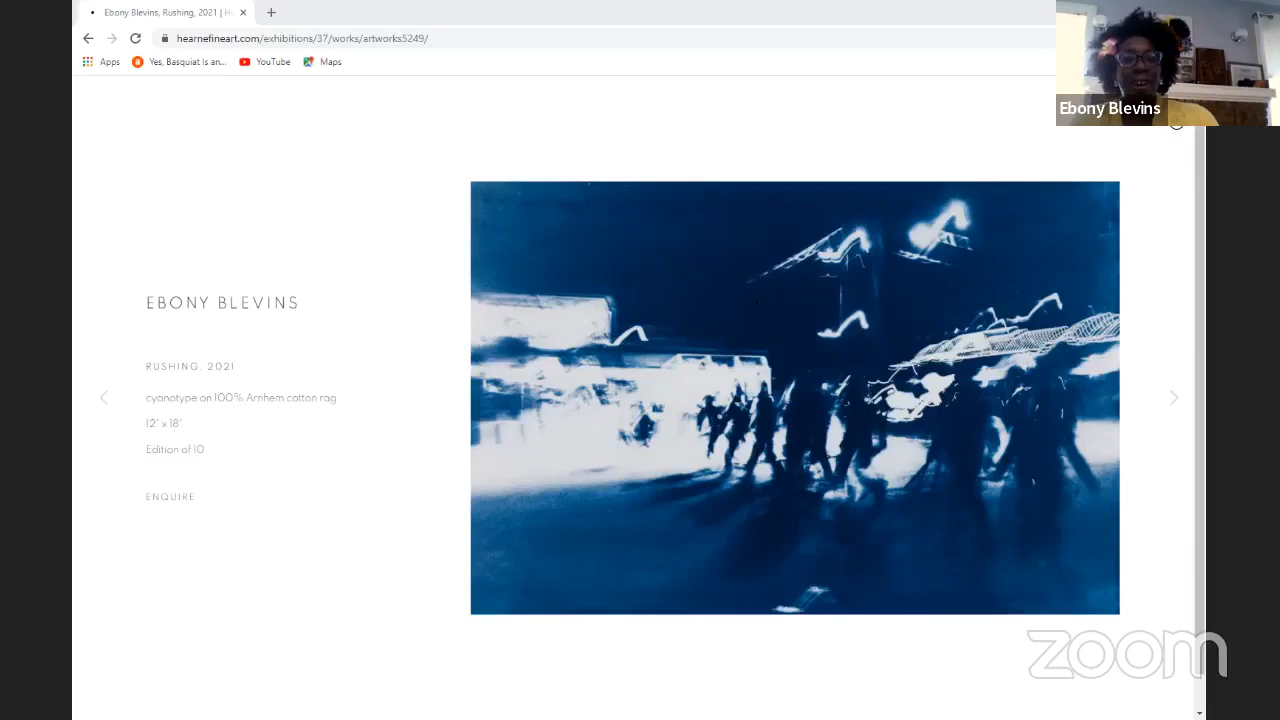 Ebony Blevins, Rushing, 2021 | H
hearnefineart.com/exhibitions/37/works/artworks5249/
Apps
Yes, Basquiat Is an...
YouTube
Maps
Ebony Blevins
EBONY BLEVINS
RUSHING, 2021
cyanotype on 100% Arnhem cotton rag
12" x 18"
Edition of 10
ENQUIRE
zoom